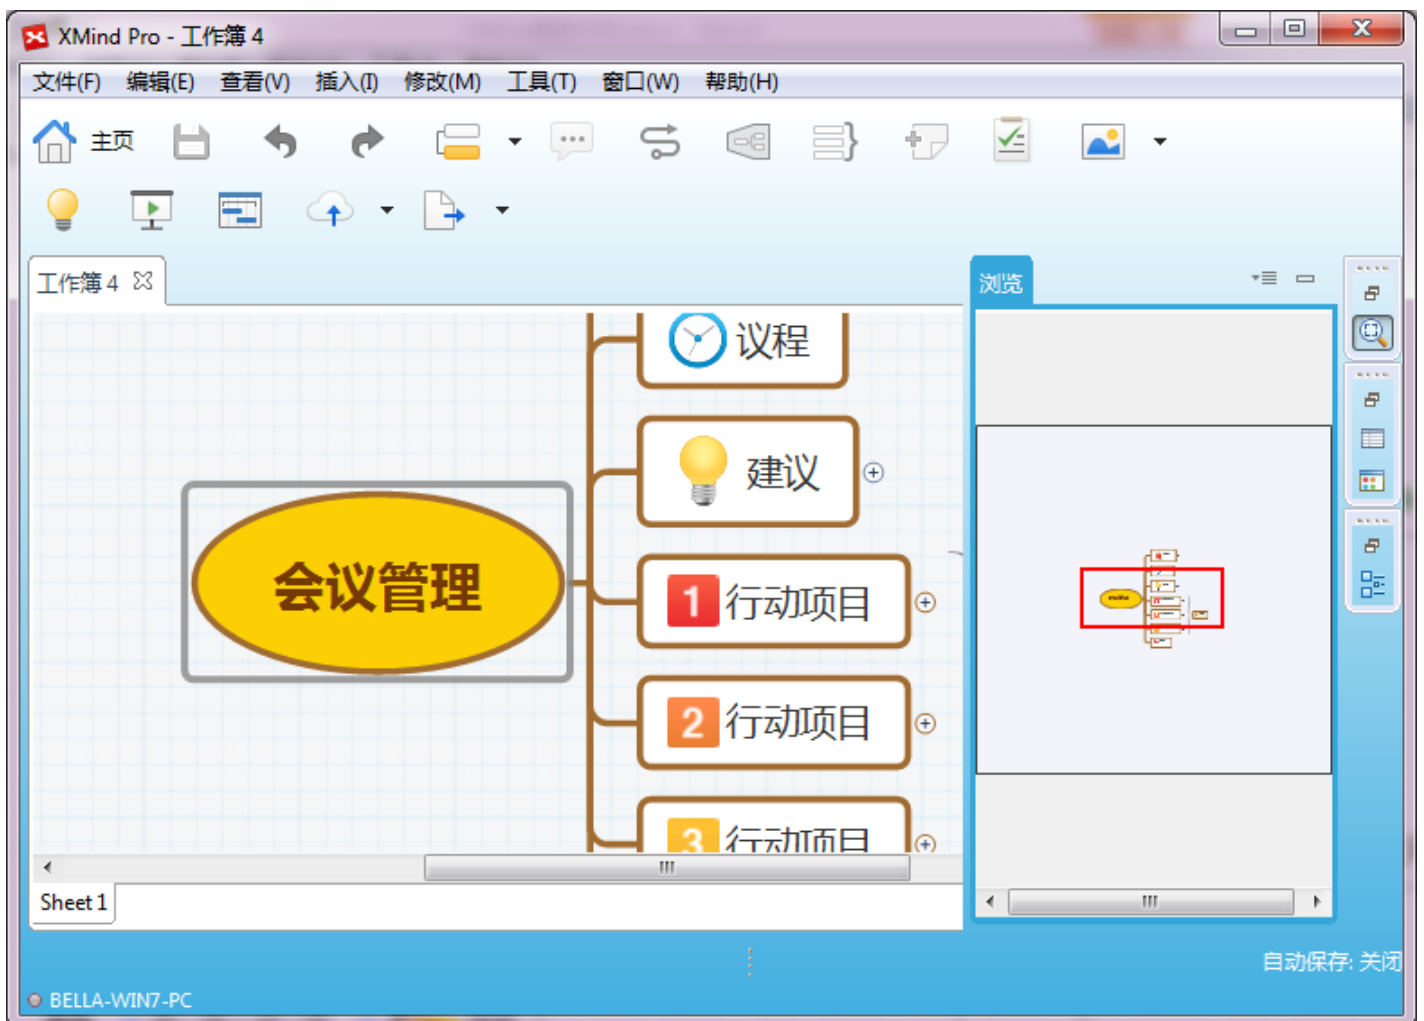 XMind Pro - 工作簿 4
文件(F) 编辑(E) 查看(V) 插入(I) 修改(M) 工具(T) 窗口(W) 帮助(H)
主页
工作簿 4
浏览
议程
建议
会议管理
1 行动项目
2 行动项目
3 行动项目
Sheet 1
自动保存: 关闭
BELLA-WIN7-PC